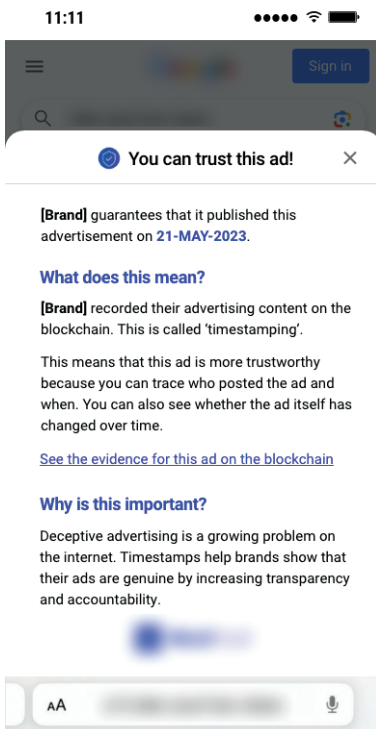 11:11
Sign in
You can trust this ad!
[Brand] guarantees that it published this
advertisement on 21-MAY-2023.
What does this mean?
[Brand] recorded their advertising content on the
blockchain. This is called ‘timestamping’.
This means that this ad is more trustworthy
because you can trace who posted the ad and
when. You can also see whether the ad itself has
changed over time.
See the evidence for this ad on the blockchain
Why is this important?
Deceptive advertising is a growing problem on
the internet. Timestamps help brands show that
their ads are genuine by increasing transparency
and accountability.
AA